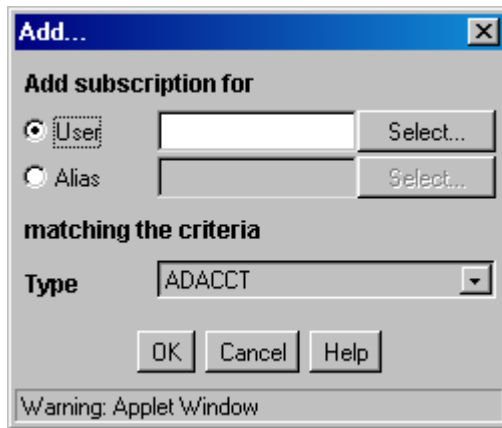 Add...
Add subscription for
User Select...
Alias Select...
matching the criteria
Type ADACCT
OK Cancel Help
Warning: Applet Window